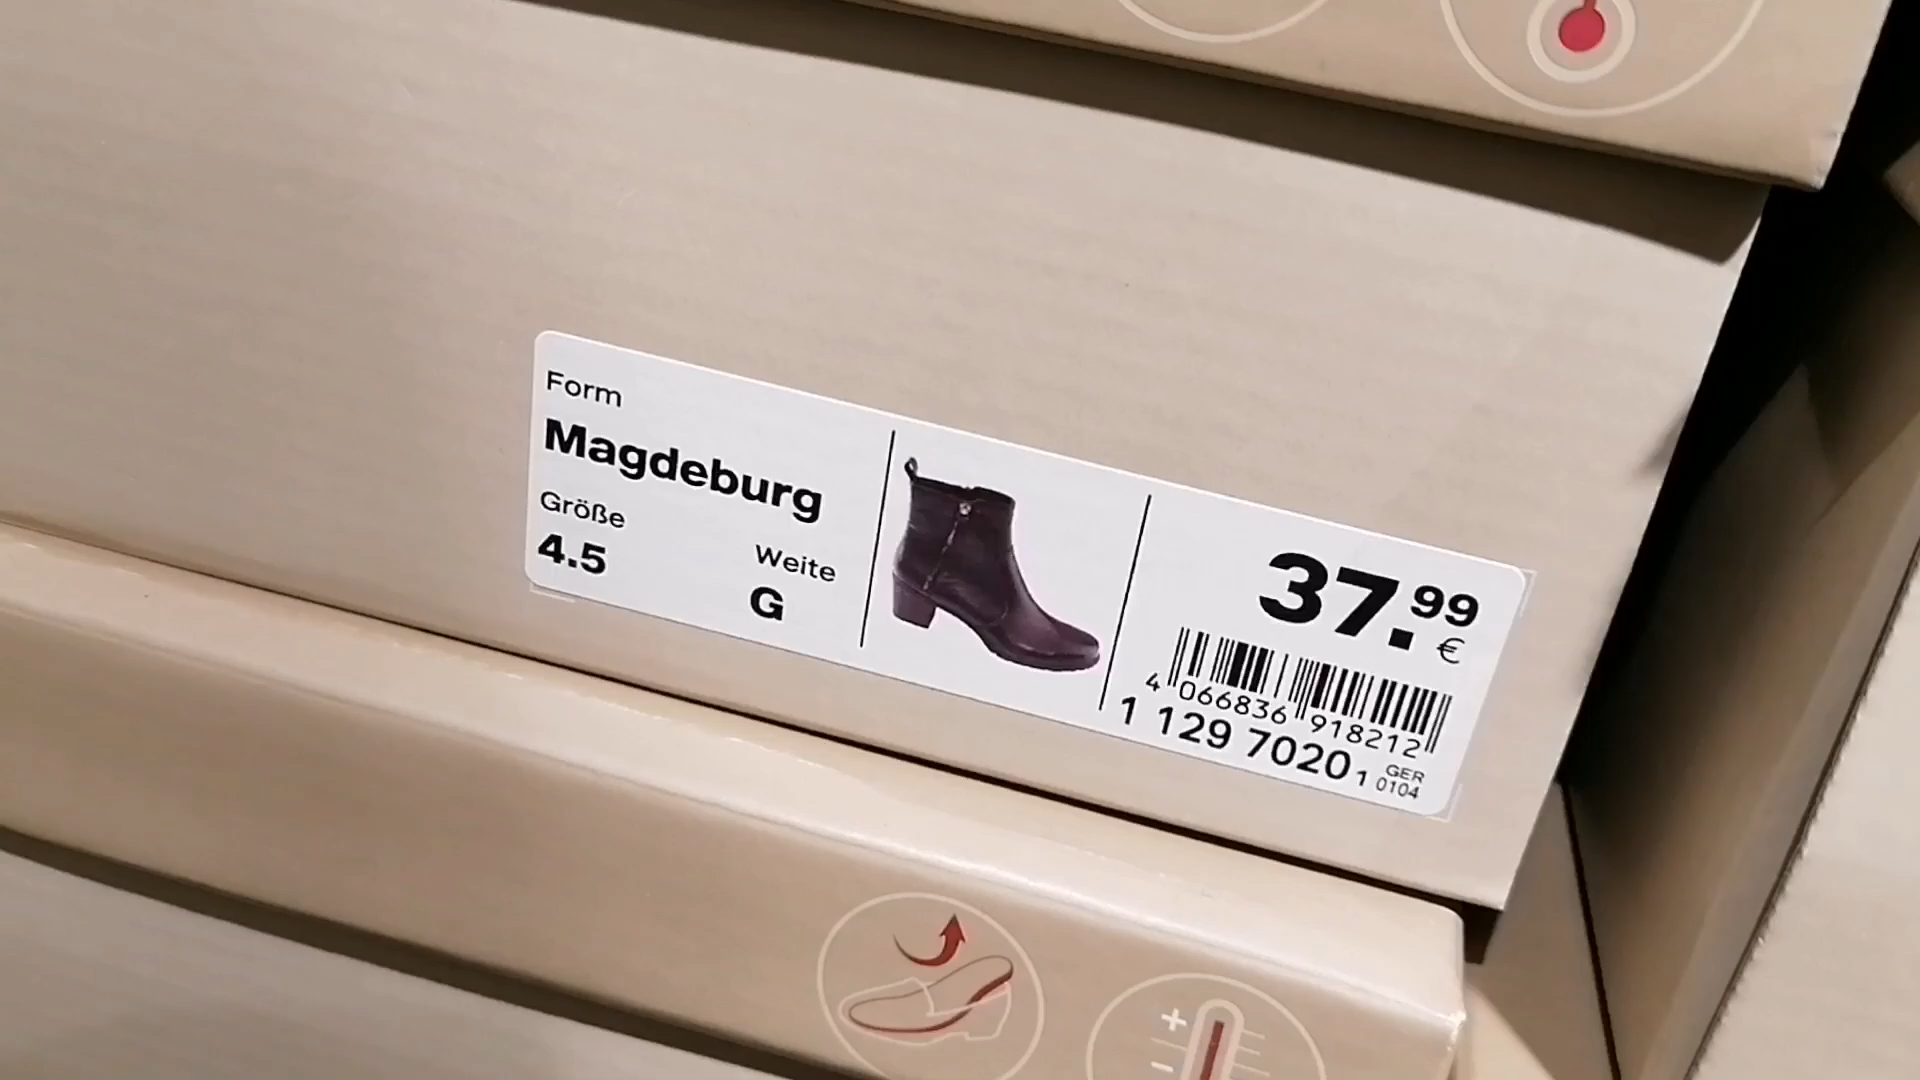 Form
Magdeburg
Größe
4.5
Weite
G
37.99
€
4 066836 918212
1 129 7020 1 GER
0104
+
-